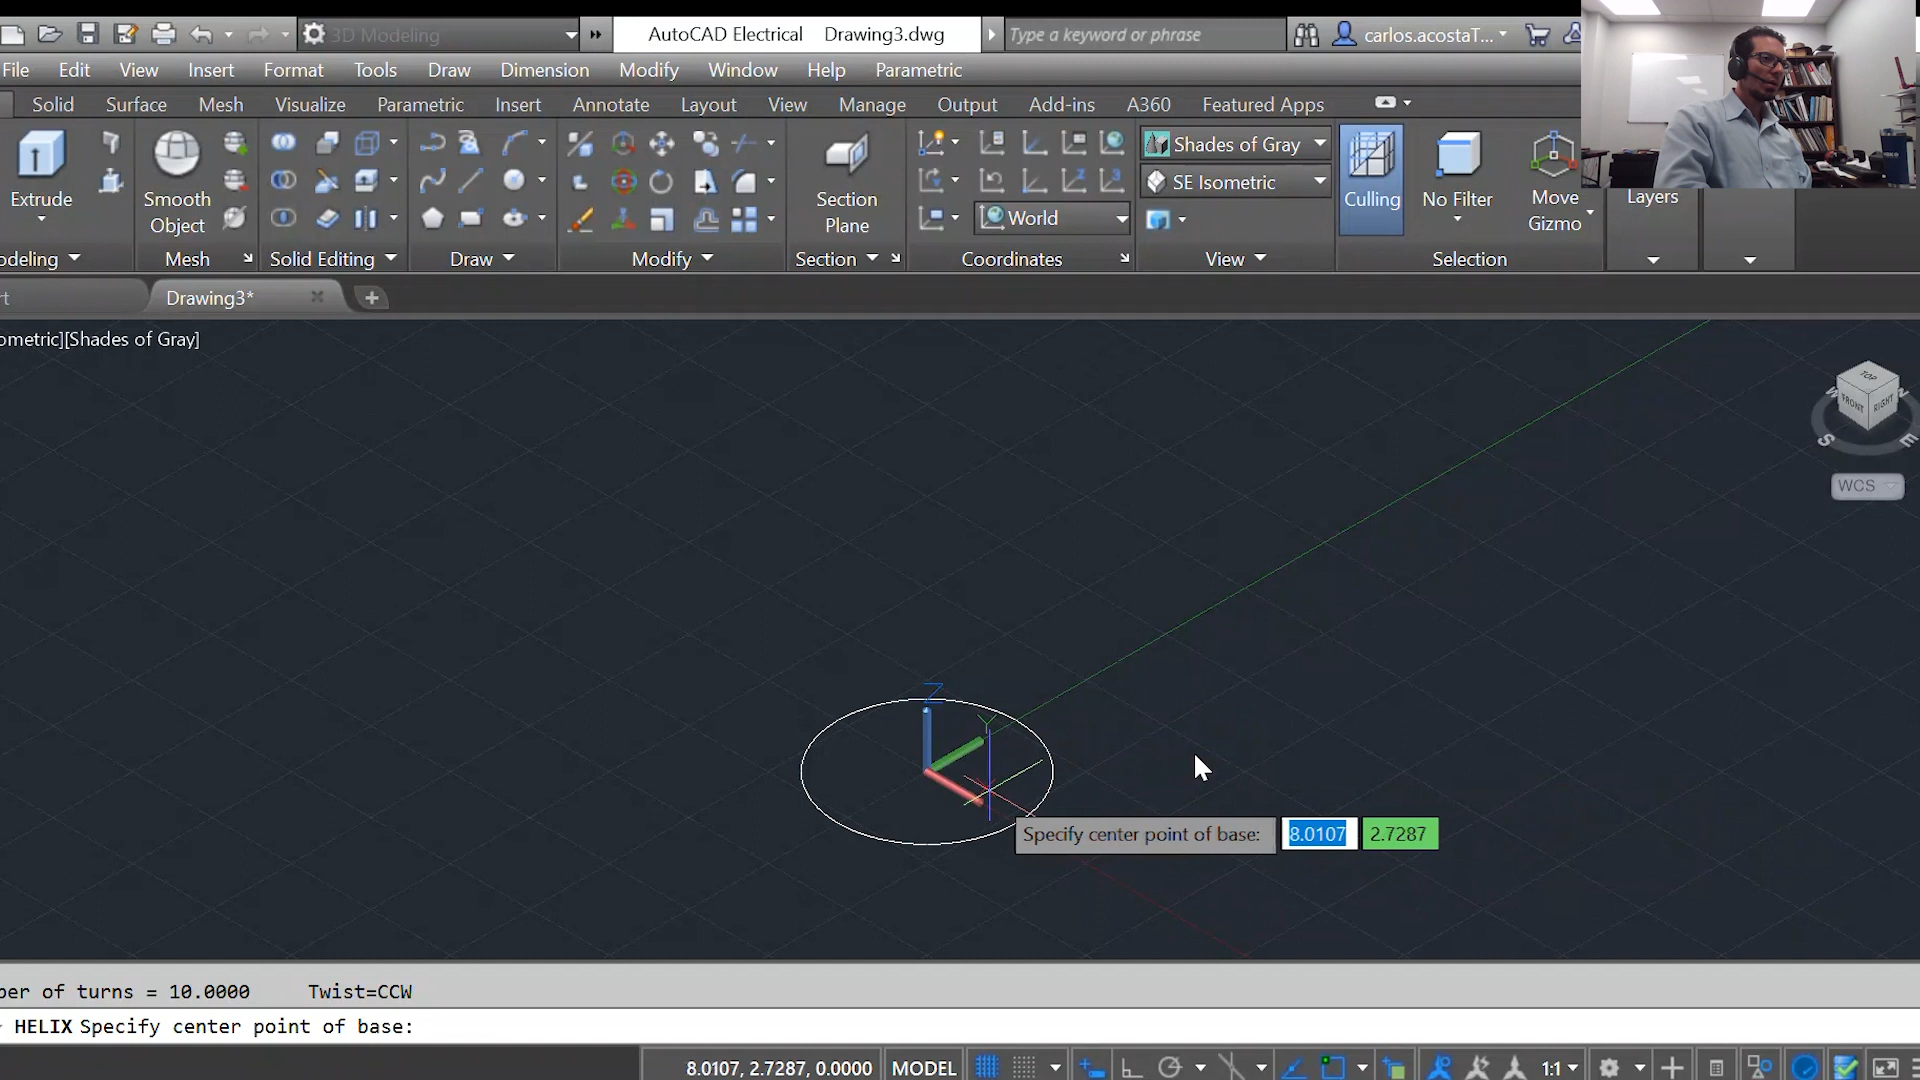 3D Modeling
AutoCAD Electrical Drawing3.dwg
Type a keyword or phrase
carlos.acostaT...
File Edit View Insert Format Tools Draw Dimension Modify Window Help Parametric
Solid Surface Mesh Visualize Parametric Insert Annotate Layout View Manage Output Add-ins A360 Featured Apps
Extrude
Smooth
Object
Section
Plane
World
Shades of Gray
SE Isometric
Culling
No Filter
Move
Gizmo
Layers
odeling Mesh Solid Editing Draw Modify Section Coordinates View Selection
rt
Drawing3*
ometric][Shades of Gray]
TOP
FRONT
RIGHT
W
S
E
WCS
Z
Y
Specify center point of base: 8.0107 2.7287
ber of turns = 10.0000 Twist=CCW
HELIX Specify center point of base:
8.0107, 2.7287, 0.0000 MODEL 1:1